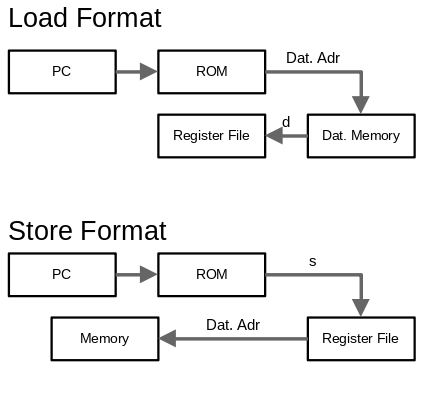 Load Format
PC
ROM
Dat. Adr
Register File
d
Dat. Memory
Store Format
PC
ROM
s
Memory
Dat. Adr
Register File